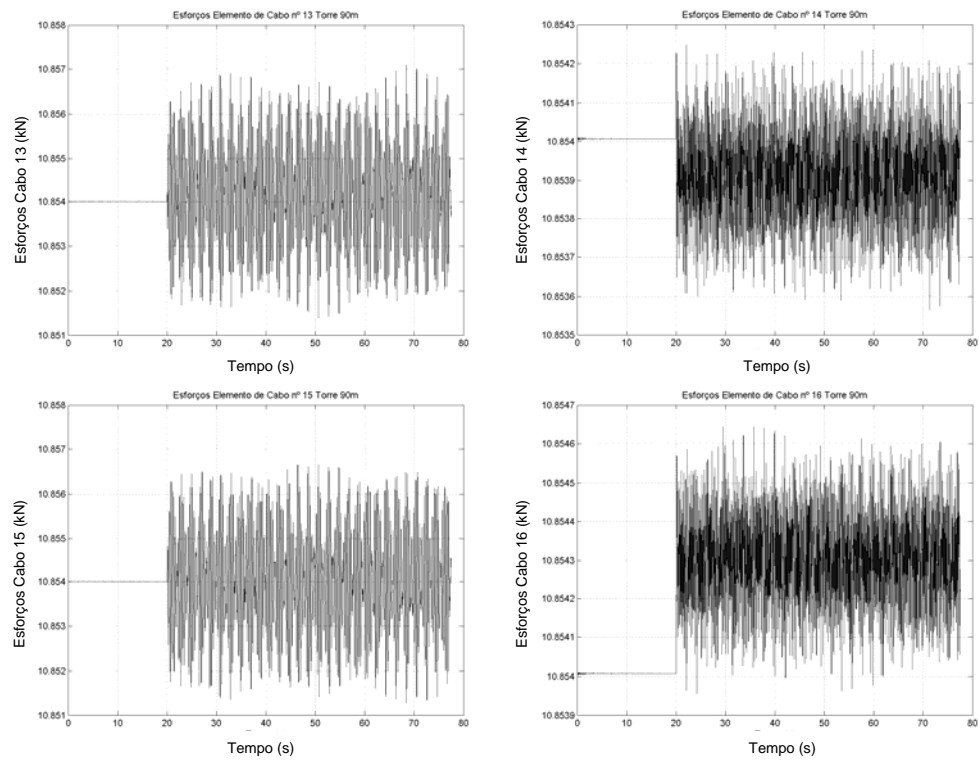 Esforços Elemento de Cabo nº 13 Torre 90m
10.858
10.857
10.856
10.855
10.854
10.853
10.852
10.851
Esforços Cabo 13 (kN)
0 10 20 30 40 50 60 70 80
Tempo (s)
Esforços Elemento de Cabo nº 14 Torre 90m
10.8543
10.8542
10.8541
10.854
10.8539
10.8538
10.8537
10.8536
10.8535
Esforços Cabo 14 (kN)
0 10 20 30 40 50 60 70 80
Tempo (s)
Esforços Elemento de Cabo nº 15 Torre 90m
10.858
10.857
10.856
10.855
10.854
10.853
10.852
10.851
Esforços Cabo 15 (kN)
0 10 20 30 40 50 60 70 80
Tempo (s)
Esforços Elemento de Cabo nº 16 Torre 90m
10.8547
10.8546
10.8545
10.8544
10.8543
10.8542
10.8541
10.854
10.8539
Esforços Cabo 16 (kN)
0 10 20 30 40 50 60 70 80
Tempo (s)